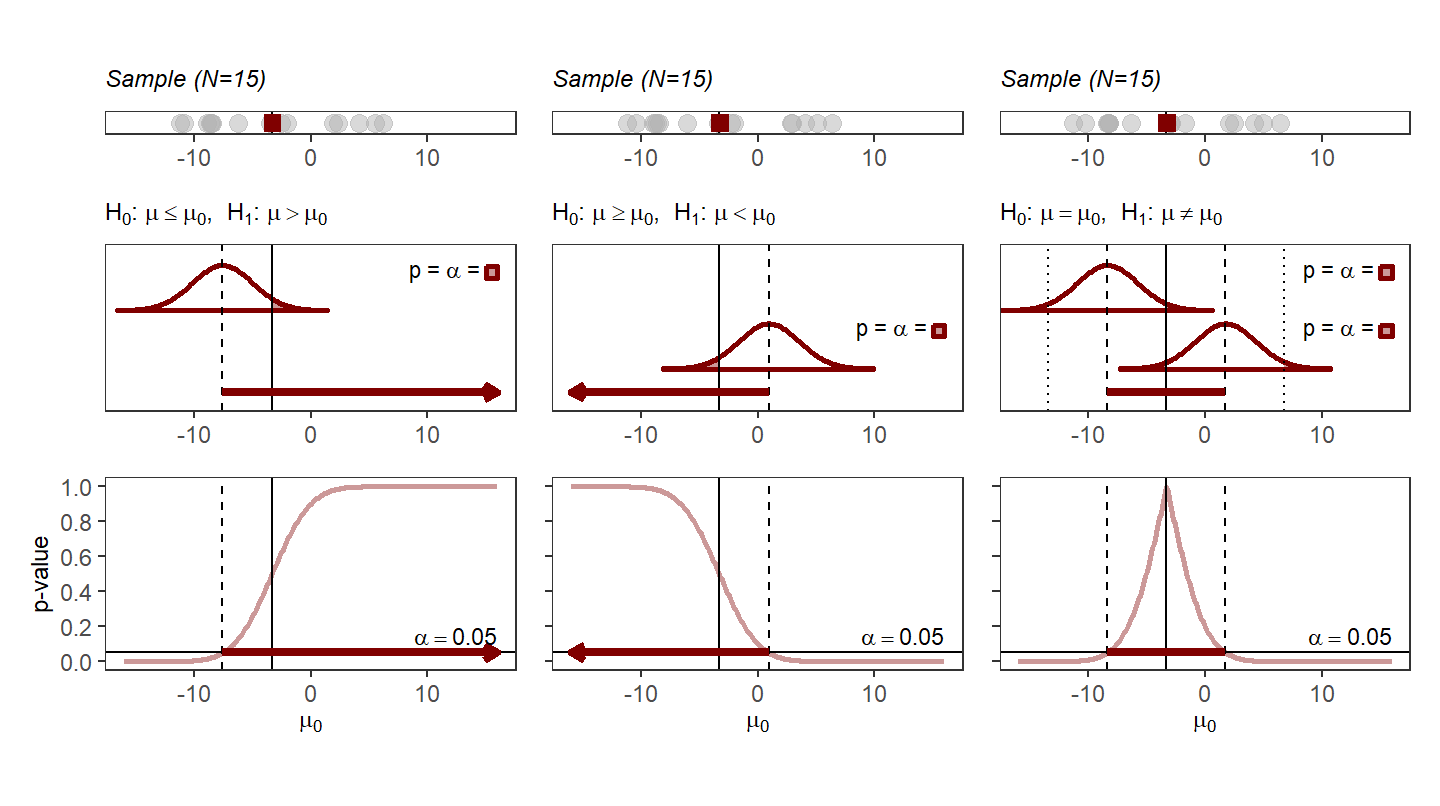 Sample (N=15) Sample (N=15) Sample (N=15)
-10 0 10 -10 0 10 -10 0 10
H₀: μ ≤ μ₀, H₁: μ > μ₀ H₀: μ ≥ μ₀, H₁: μ < μ₀ H₀: μ = μ₀, H₁: μ ≠ μ₀
p = α = p = α =
p = α = p = α =
-10 0 10 -10 0 10 -10 0 10
p-value
1.0
0.8
0.6
0.4
0.2
0.0
α = 0.05 α = 0.05 α = 0.05
-10 0 10 -10 0 10 -10 0 10
μ₀ μ₀ μ₀